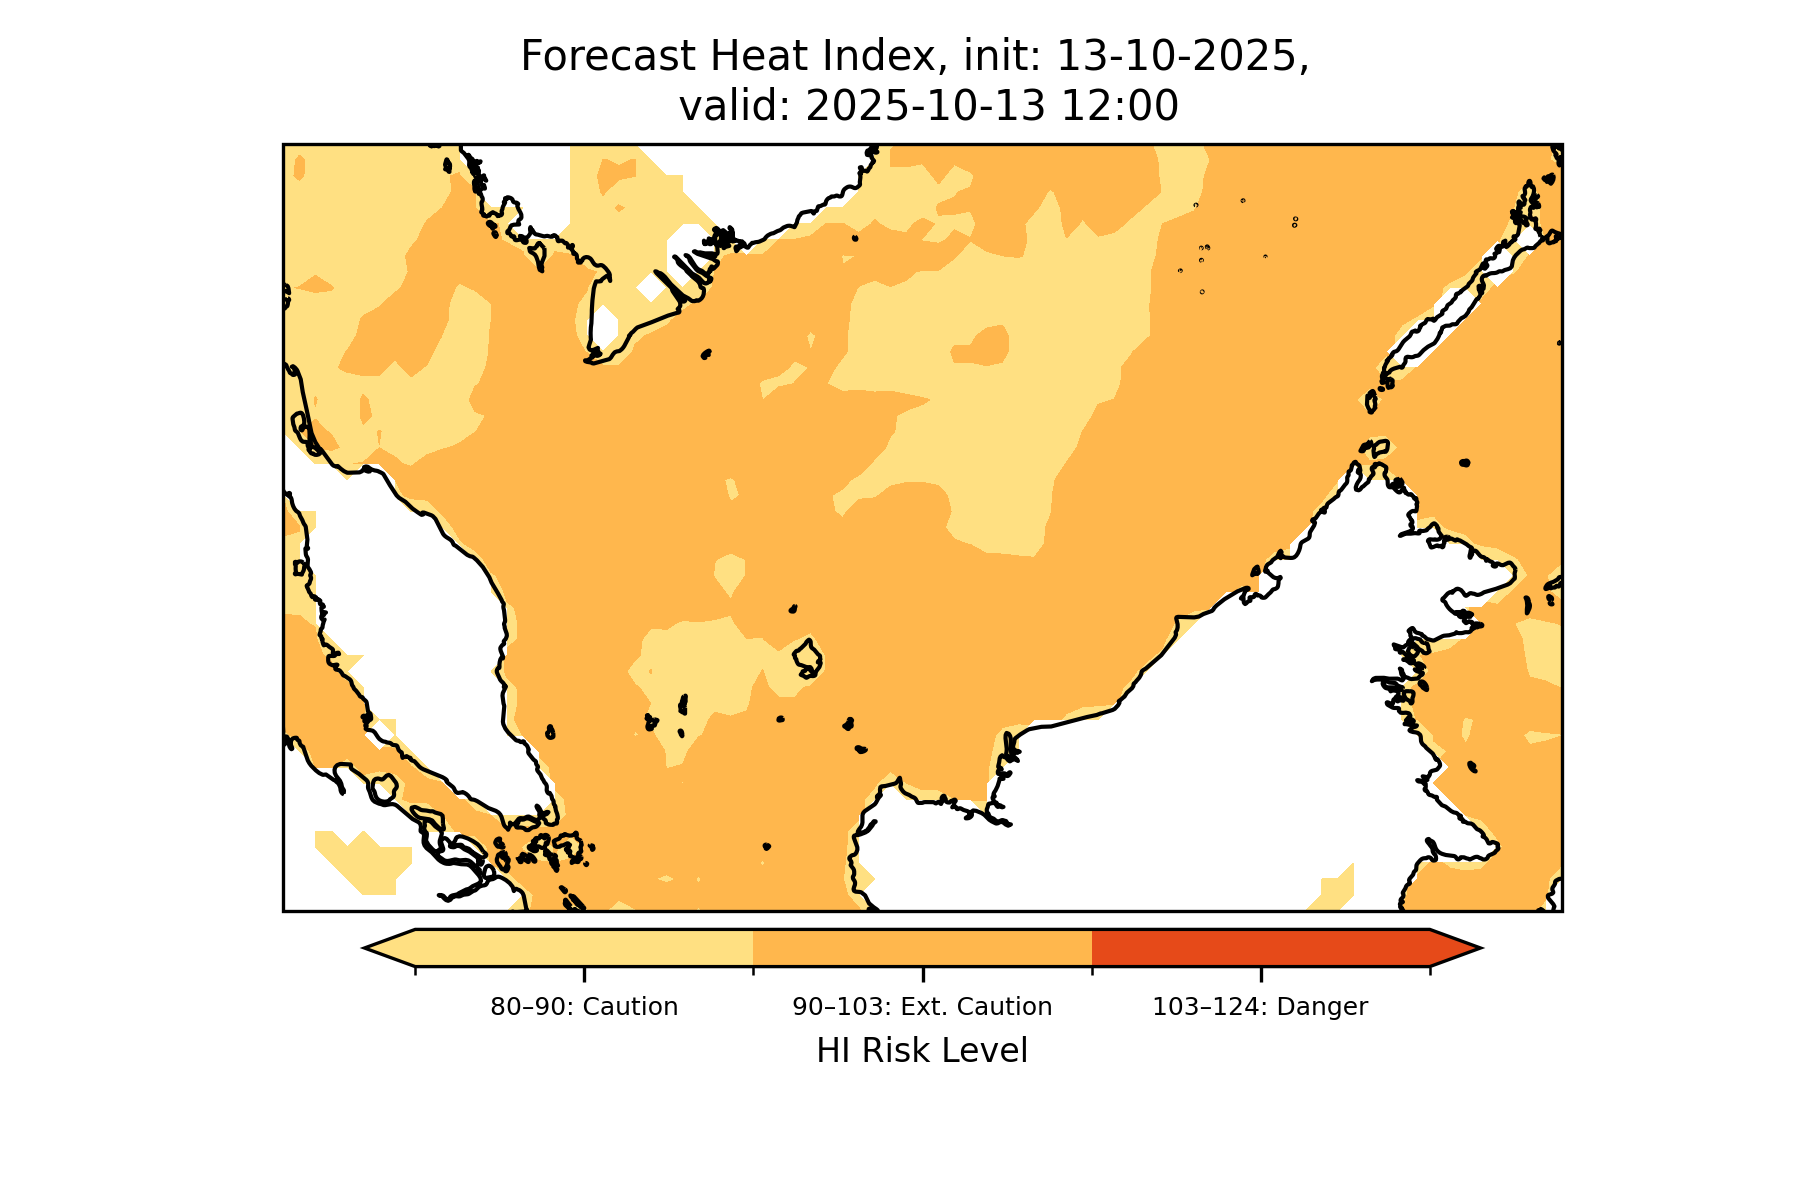 Forecast Heat Index, init: 13-10-2025,
valid: 2025-10-13 12:00
80–90: Caution
90–103: Ext. Caution
103–124: Danger
HI Risk Level